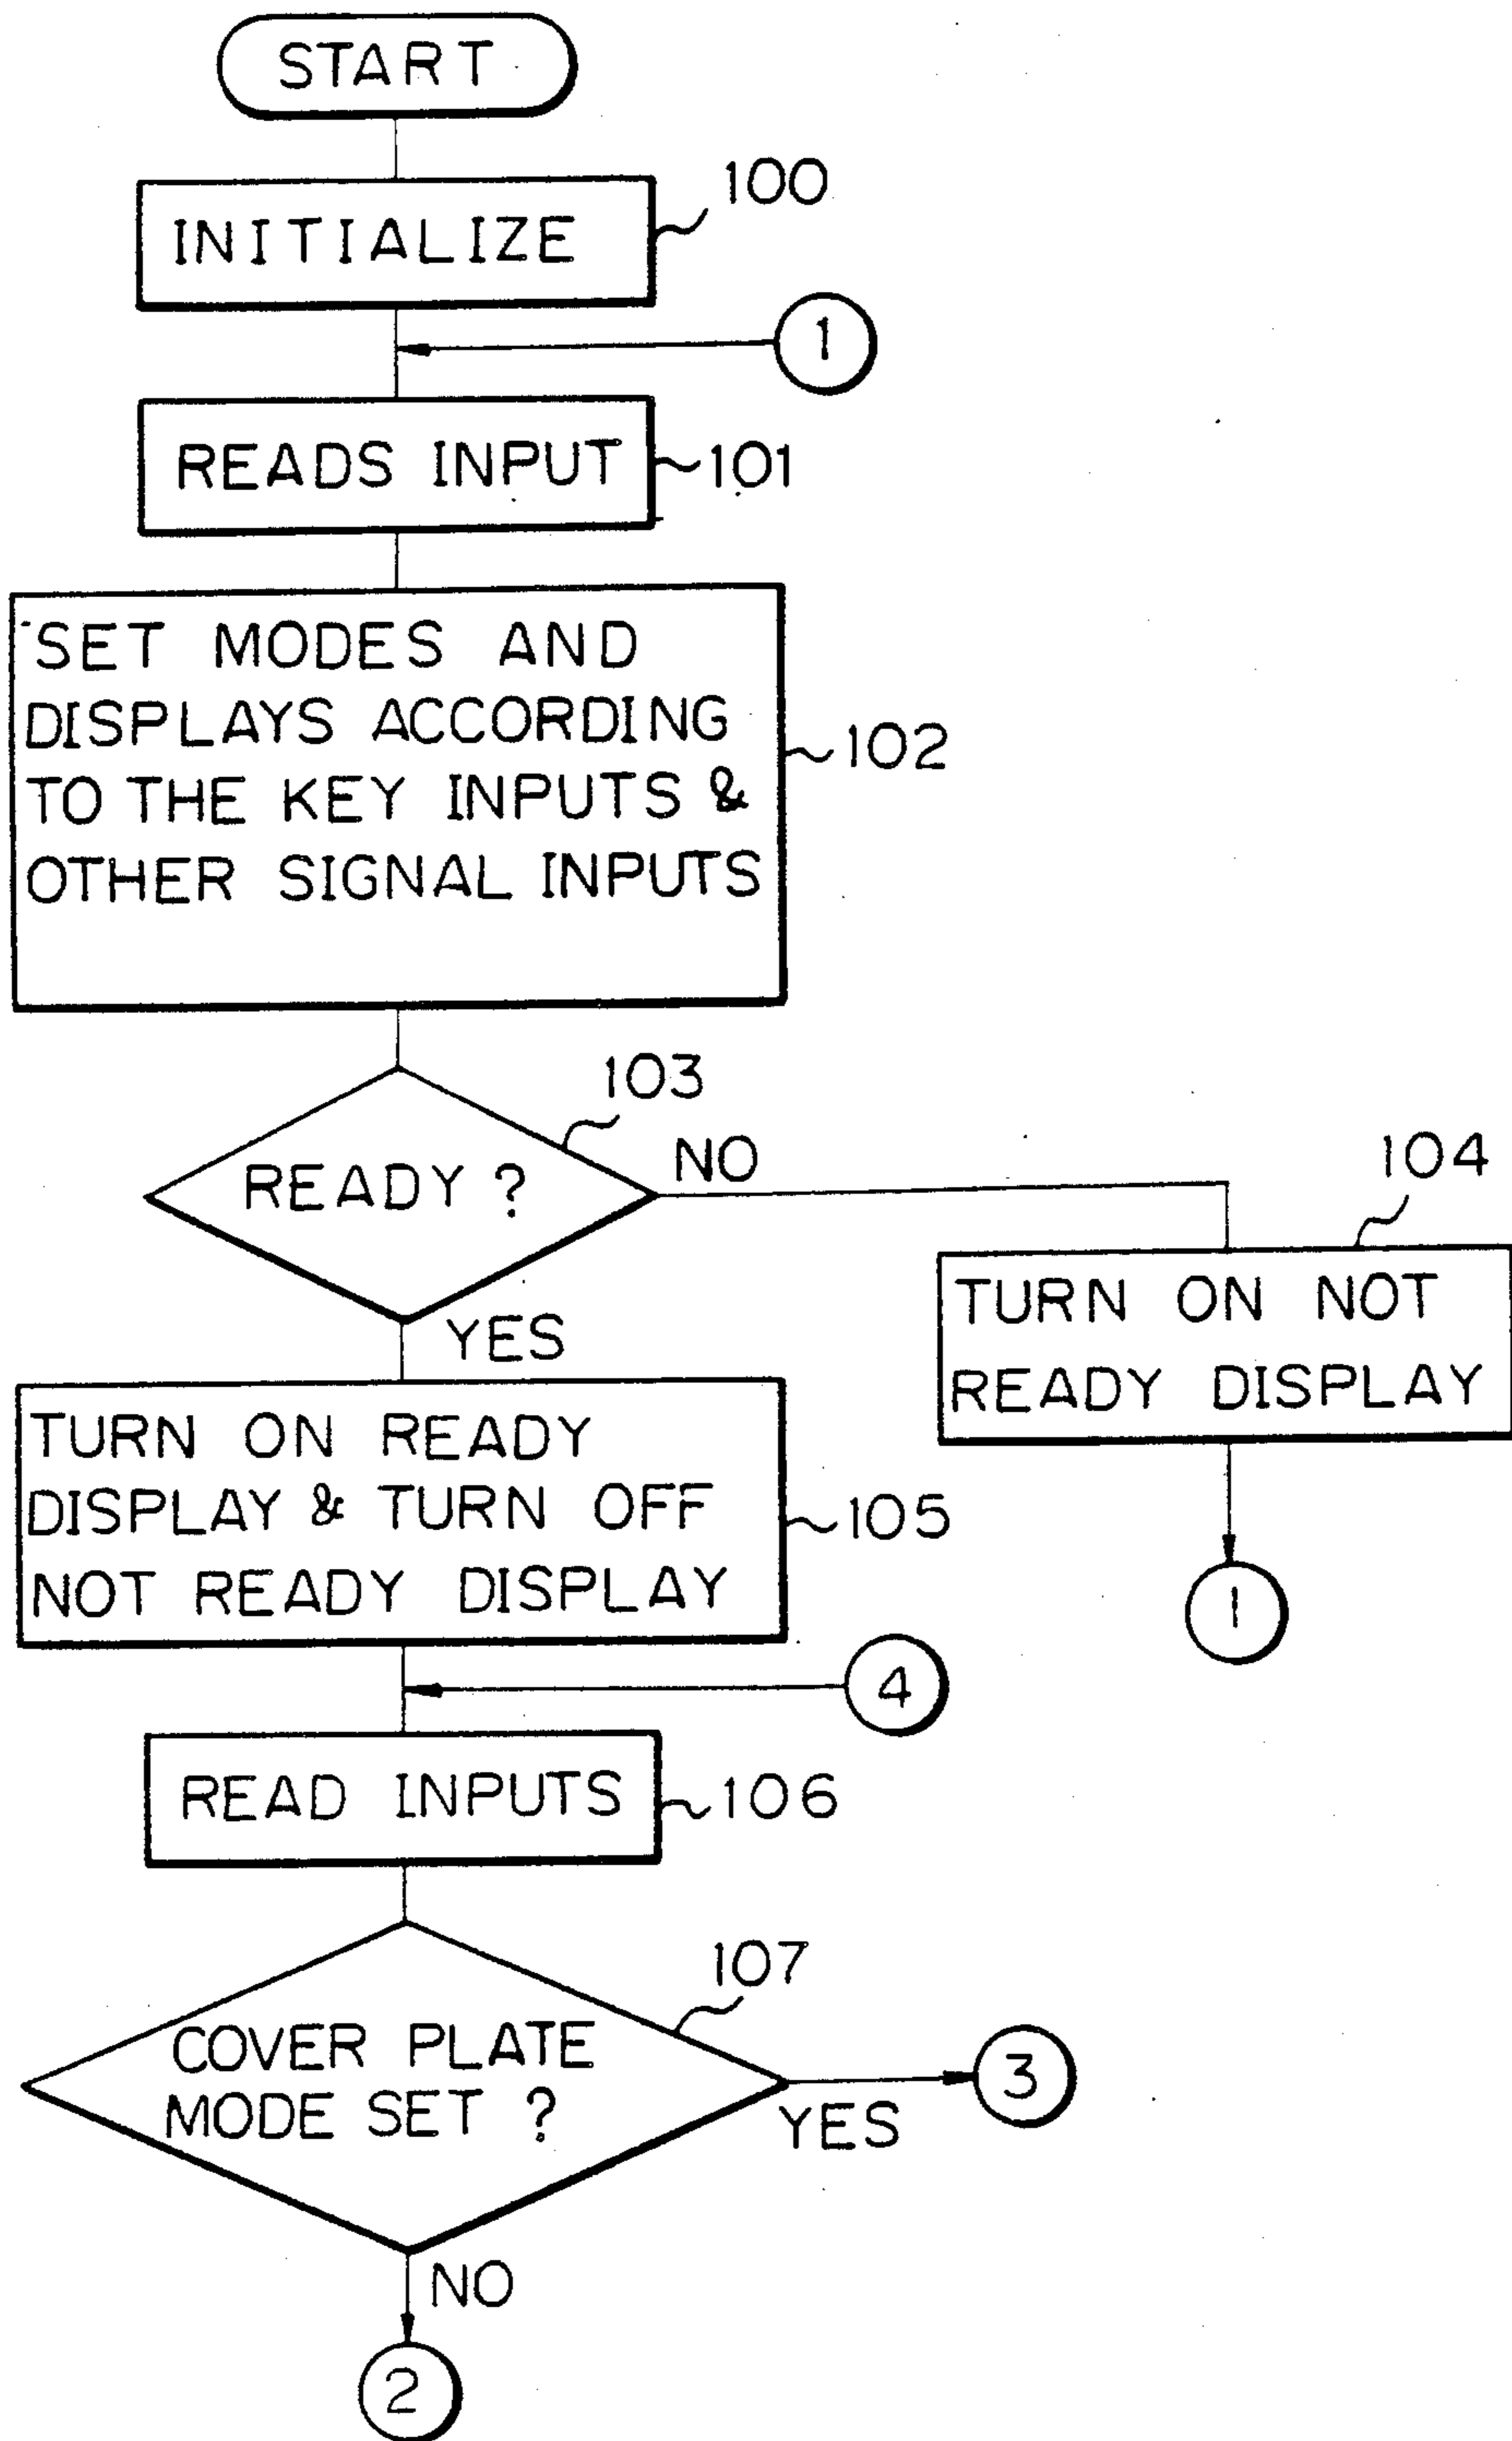 START
INITIALIZE
100
1
READS INPUT
101
SET MODES AND
DISPLAYS ACCORDING
TO THE KEY INPUTS &
OTHER SIGNAL INPUTS
102
103
READY ?
NO
104
TURN ON NOT
READY DISPLAY
1
YES
TURN ON READY
DISPLAY & TURN OFF
NOT READY DISPLAY
105
4
READ INPUTS
106
107
COVER PLATE
MODE SET ?
YES
3
NO
2